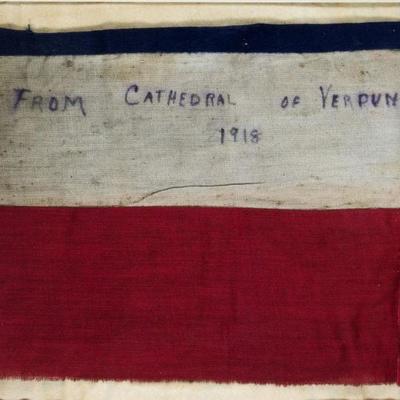 FROM CATHEDRAL OF VERDUN
1918